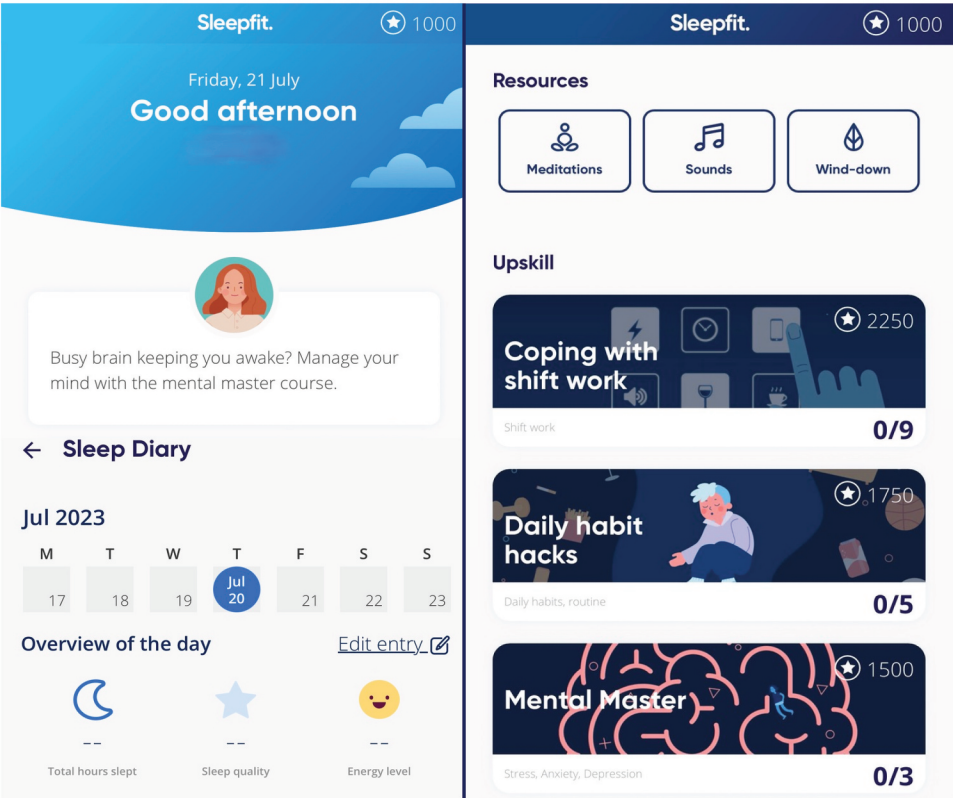 Sleepfit.
1000
Friday, 21 July
Good afternoon
Busy brain keeping you awake? Manage your
mind with the mental master course.
← Sleep Diary
Jul 2023
M T W T F S S
17 18 19 Jul 20 21 22 23
Overview of the day
Edit entry
-- -- --
Total hours slept Sleep quality Energy level
Sleepfit.
1000
Resources
Meditations Sounds Wind-down
Upskill
2250
Coping with
shift work
Shift work
0/9
1750
Daily habit
hacks
Daily habits, routine
0/5
1500
Mental Master
Stress, Anxiety, Depression
0/3